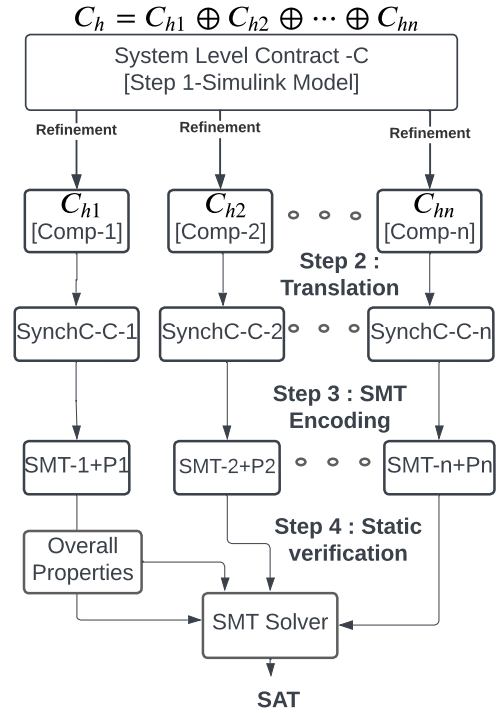 C_h = C_h1 ⊕ C_h2 ⊕ ··· ⊕ C_hn
System Level Contract -C
[Step 1-Simulink Model]
Refinement
Refinement
Refinement
C_h1
[Comp-1]
C_h2
[Comp-2]
C_hn
[Comp-n]
Step 2 :
Translation
SynchC-C-1
SynchC-C-2
SynchC-C-n
Step 3 : SMT
Encoding
SMT-1+P1
SMT-2+P2
SMT-n+Pn
Step 4 : Static
verification
Overall
Properties
SMT Solver
SAT